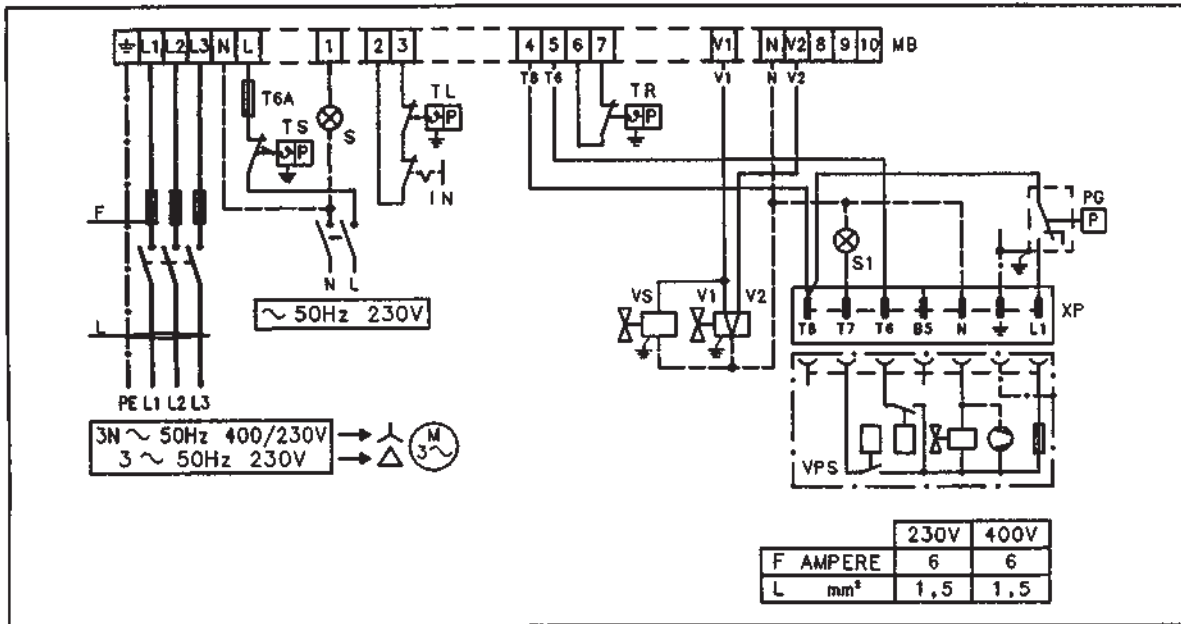 ⏚ L1 L2 L3 N L 1 2 3 4 5 6 7 V1 N V2 8 9 10 MB
T8 T6 V1 N V2
T6A
TL
P
TR
P
TS
P
S
IN
F
PG
P
S1
N L
~ 50Hz 230V
VS V1 V2
XP
T8 T7 T6 B5 N ⏚ L1
L
PE L1 L2 L3
3N ~ 50Hz 400/230V
3 ~ 50Hz 230V
M
3~
VPS
230V 400V
F AMPERE 6 6
L mm² 1,5 1,5